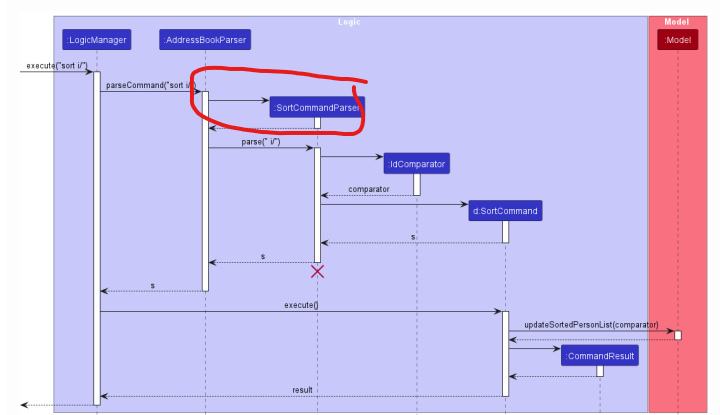 Logic
Model
:LogicManager
:AddressBookParser
:Model
execute("sort i/")
parseCommand("sort i/")
:SortCommandParser
parse(" i/")
:IdComparator
comparator
d:SortCommand
s
s
s
execute()
updateSortedPersonList(comparator)
:CommandResult
result